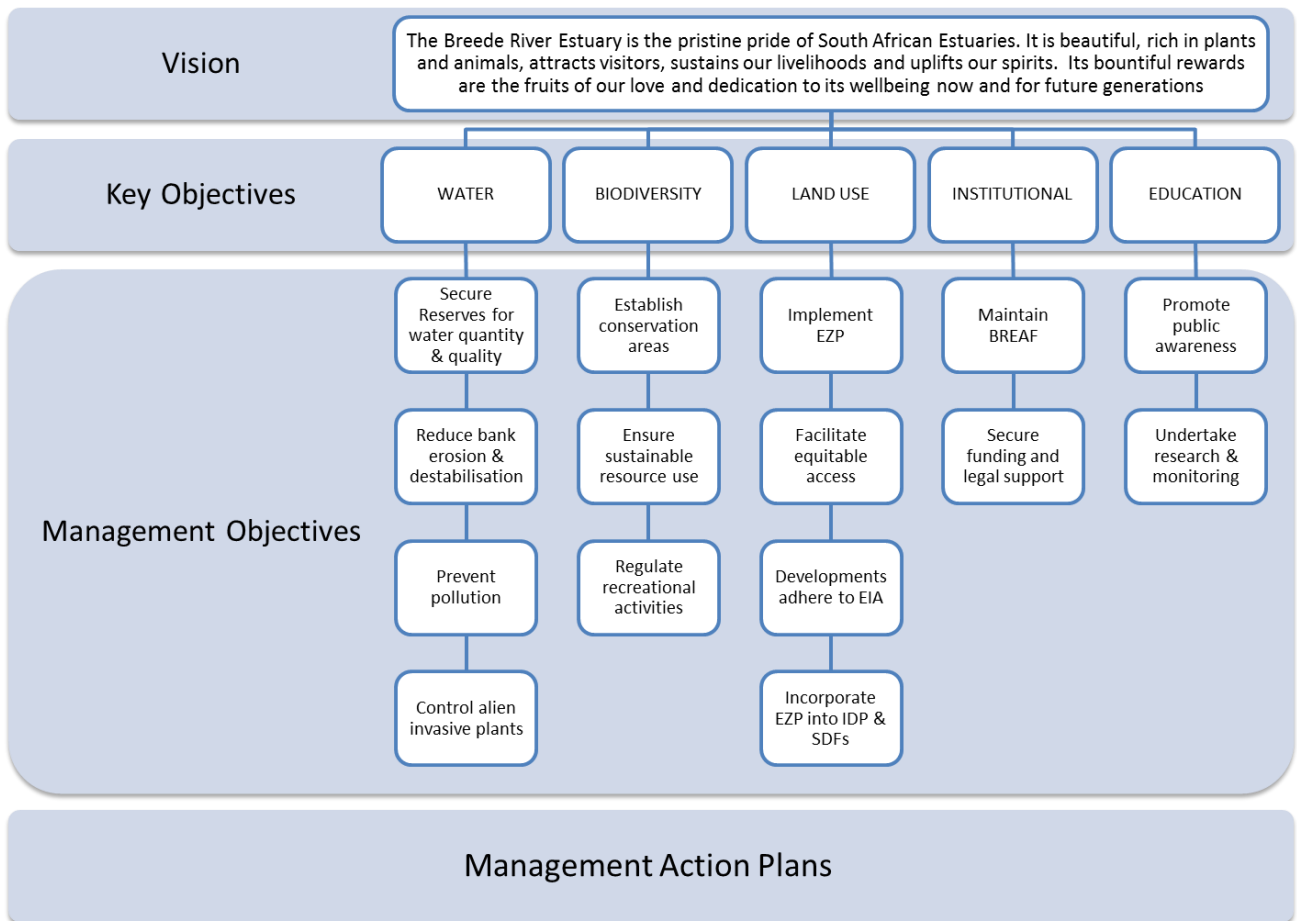 Vision
The Breede River Estuary is the pristine pride of South African Estuaries. It is beautiful, rich in plants
and animals, attracts visitors, sustains our livelihoods and uplifts our spirits. Its bountiful rewards
are the fruits of our love and dedication to its wellbeing now and for future generations
Key Objectives
WATER
BIODIVERSITY
LAND USE
INSTITUTIONAL
EDUCATION
Management Objectives
Secure
Reserves for
water quantity
& quality
Reduce bank
erosion &
destabilisation
Prevent
pollution
Control alien
invasive plants
Establish
conservation
areas
Ensure
sustainable
resource use
Regulate
recreational
activities
Implement
EZP
Facilitate
equitable
access
Developments
adhere to EIA
Incorporate
EZP into IDP &
SDFs
Maintain
BREAF
Secure
funding and
legal support
Promote
public
awareness
Undertake
research &
monitoring
Management Action Plans